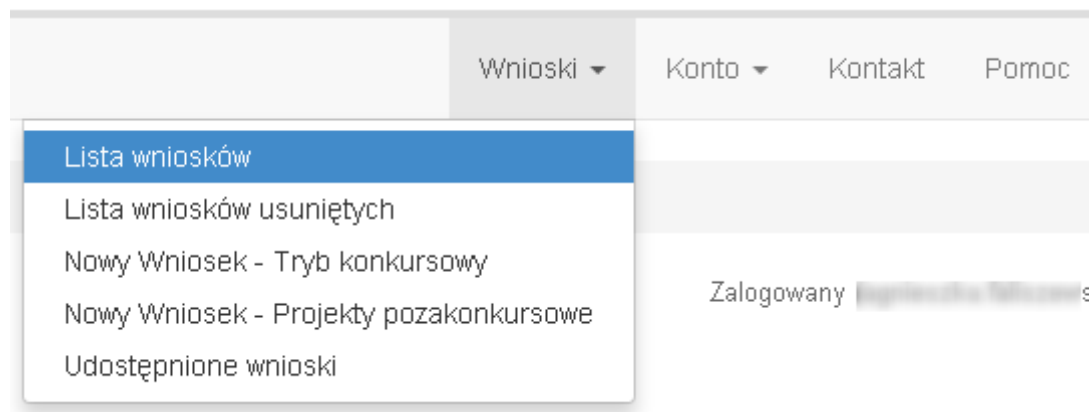 Wnioski Konto Kontakt Pomoc
Lista wniosków
Lista wniosków usuniętych
Nowy Wniosek - Tryb konkursowy
Nowy Wniosek - Projekty pozakonkursowe
Zalogowany
Udostępnione wnioski